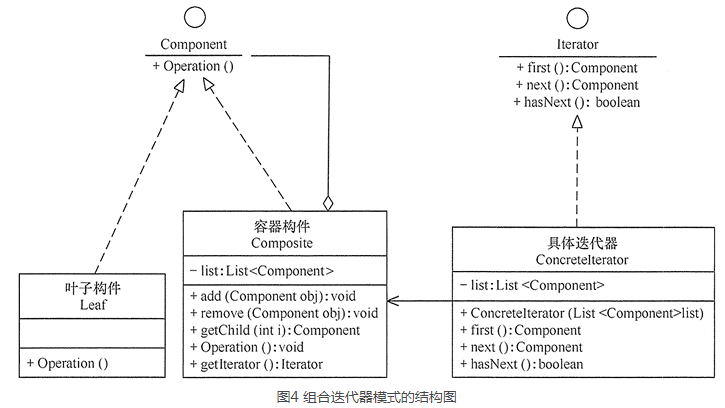 Component
+ Operation ()
Iterator
+ first () : Component
+ next () : Component
+ hasNext () : boolean
叶子构件
Leaf
+ Operation ()
容器构件
Composite
− list : List <Component>
+ add (Component obj) : void
+ remove (Component obj) : void
+ getChild (int i) : Component
+ Operation () : void
+ getIterator () : Iterator
具体迭代器
ConcreteIterator
− list : List <Component>
+ ConcreteIterator (List <Component>list)
+ first () : Component
+ next () : Component
+ hasNext () : boolean
图4 组合迭代器模式的结构图